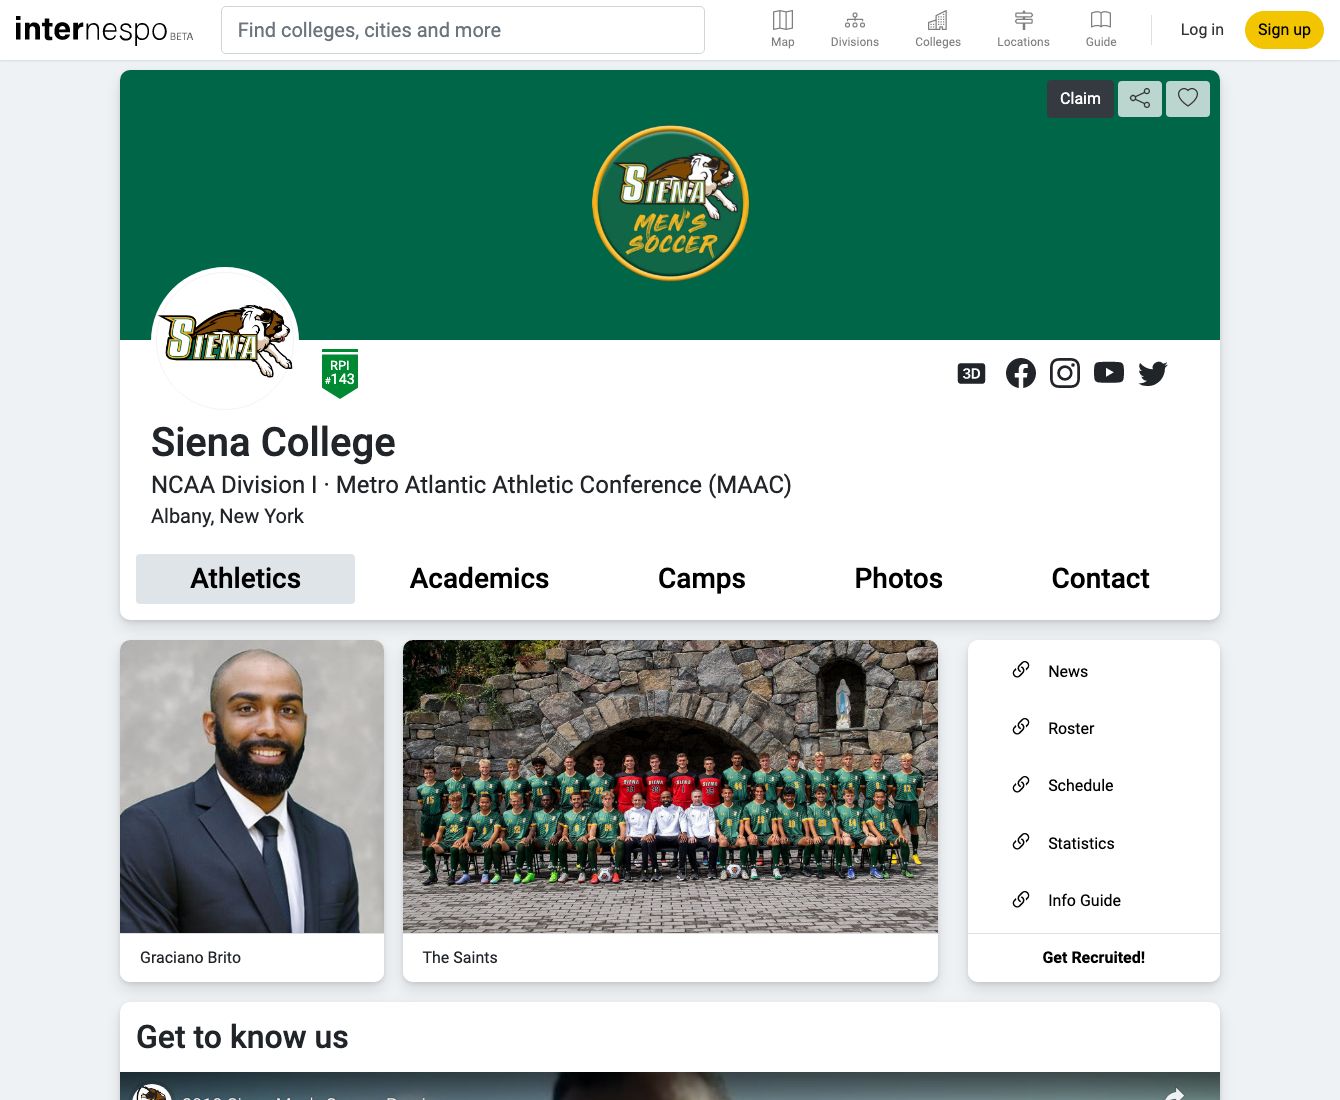 internespo BETA
Find colleges, cities and more
Map
Divisions
Colleges
Locations
Guide
Log in
Sign up
Claim
SIENA
MEN'S
SOCCER
SIENA
RPI
#143
3D
Siena College
NCAA Division I · Metro Atlantic Athletic Conference (MAAC)
Albany, New York
Athletics
Academics
Camps
Photos
Contact
News
Roster
Schedule
Statistics
Info Guide
Graciano Brito
The Saints
Get Recruited!
Get to know us